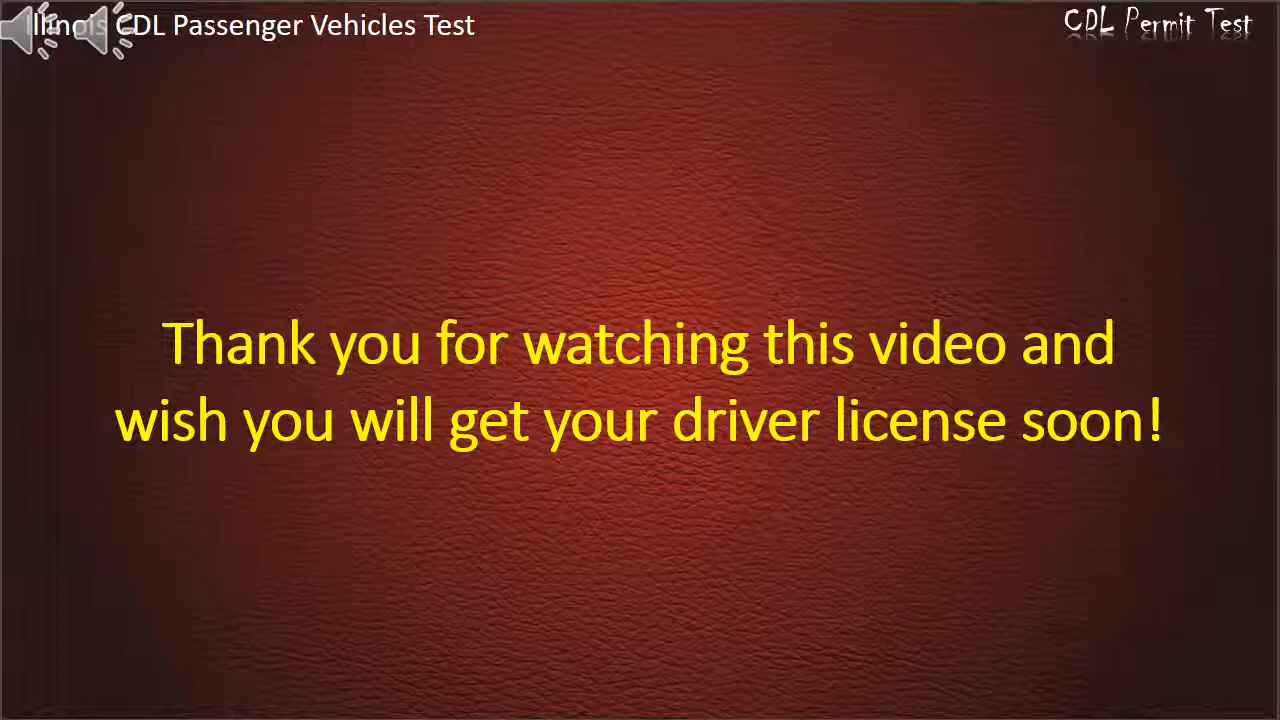 Illinois CDL Passenger Vehicles Test
CDL Permit Test
Thank you for watching this video and
wish you will get your driver license soon!